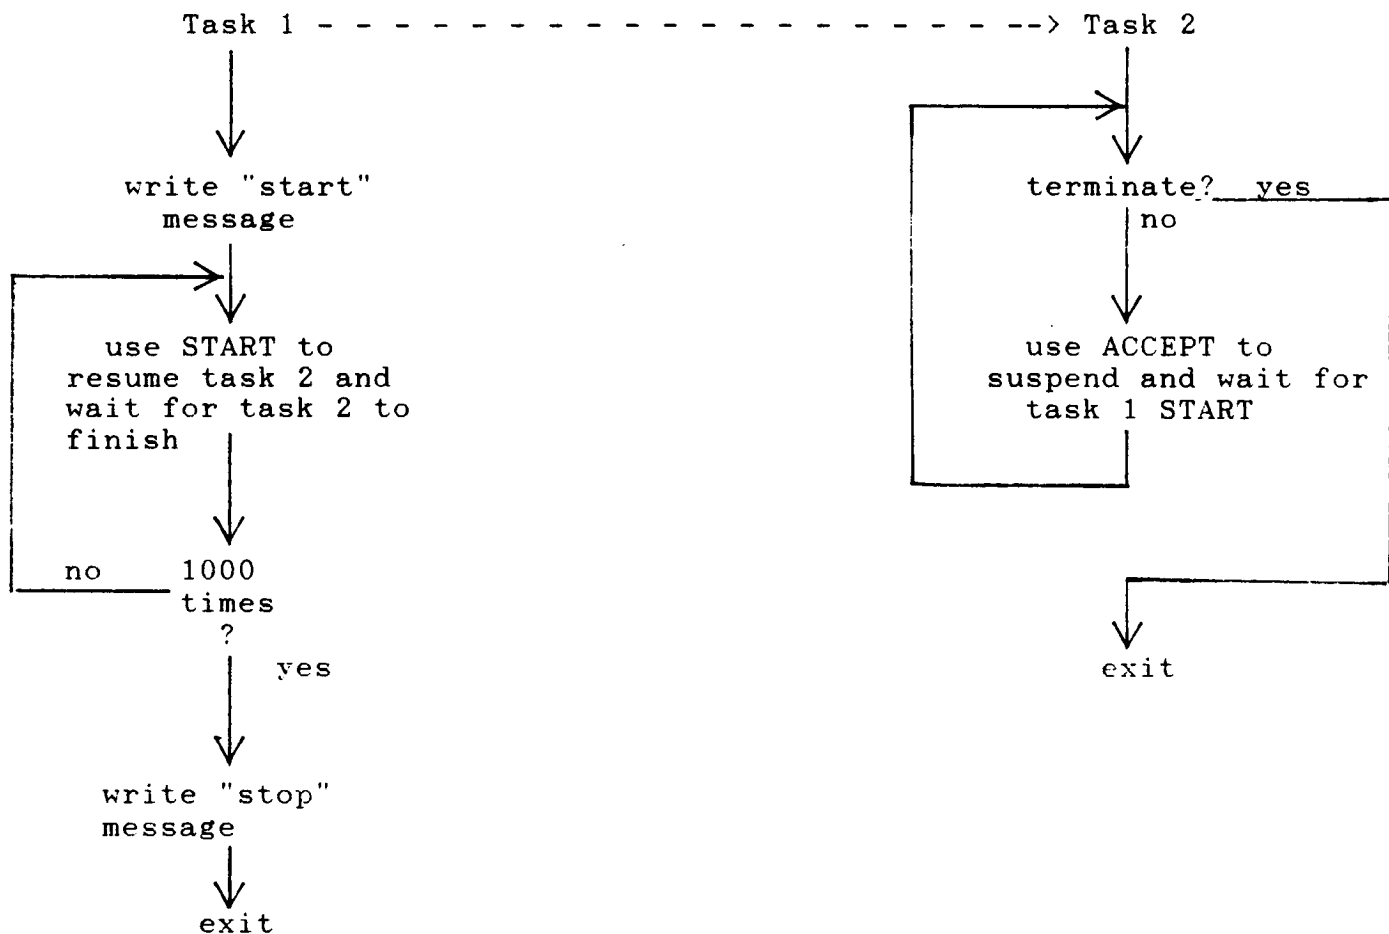 Task 1 - - - - - - - - - - - - - - - - - - - --> Task 2
write "start"
message
use START to
resume task 2 and
wait for task 2 to
finish
no 1000
times
?
yes
write "stop"
message
exit
terminate? yes
no
use ACCEPT to
suspend and wait for
task 1 START
exit